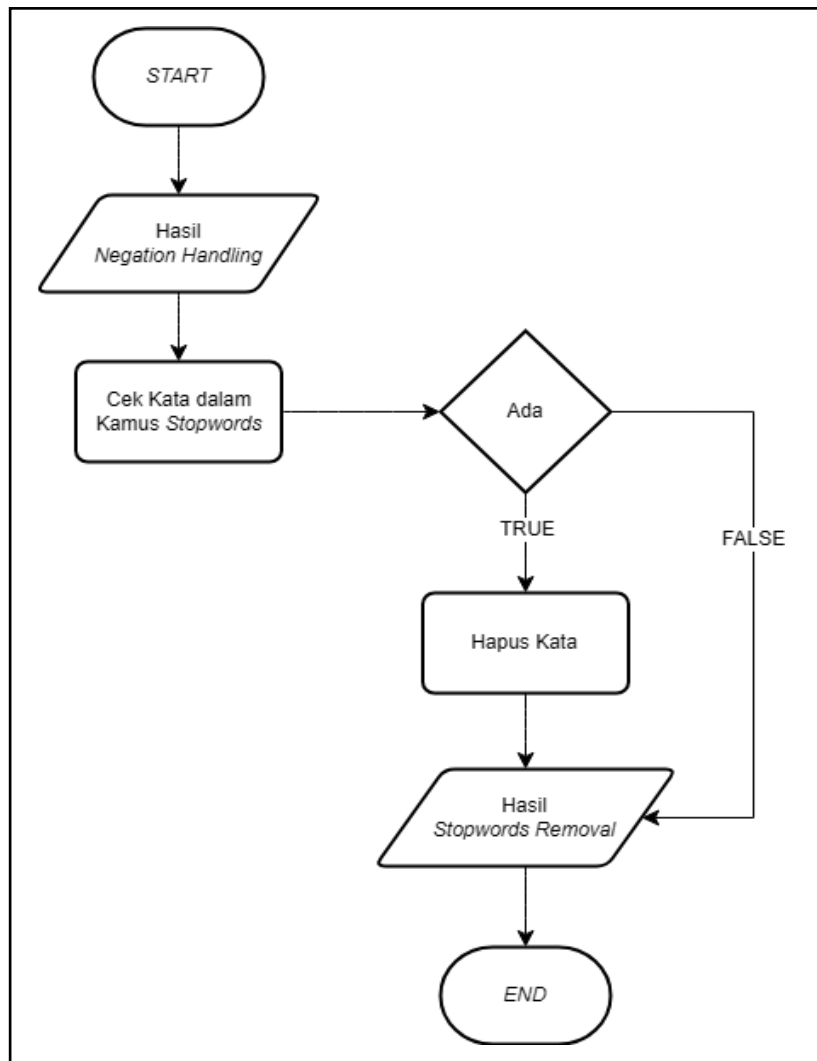 START
Hasil
Negation Handling
Cek Kata dalam
Kamus Stopwords
Ada
TRUE
FALSE
Hapus Kata
Hasil
Stopwords Removal
END